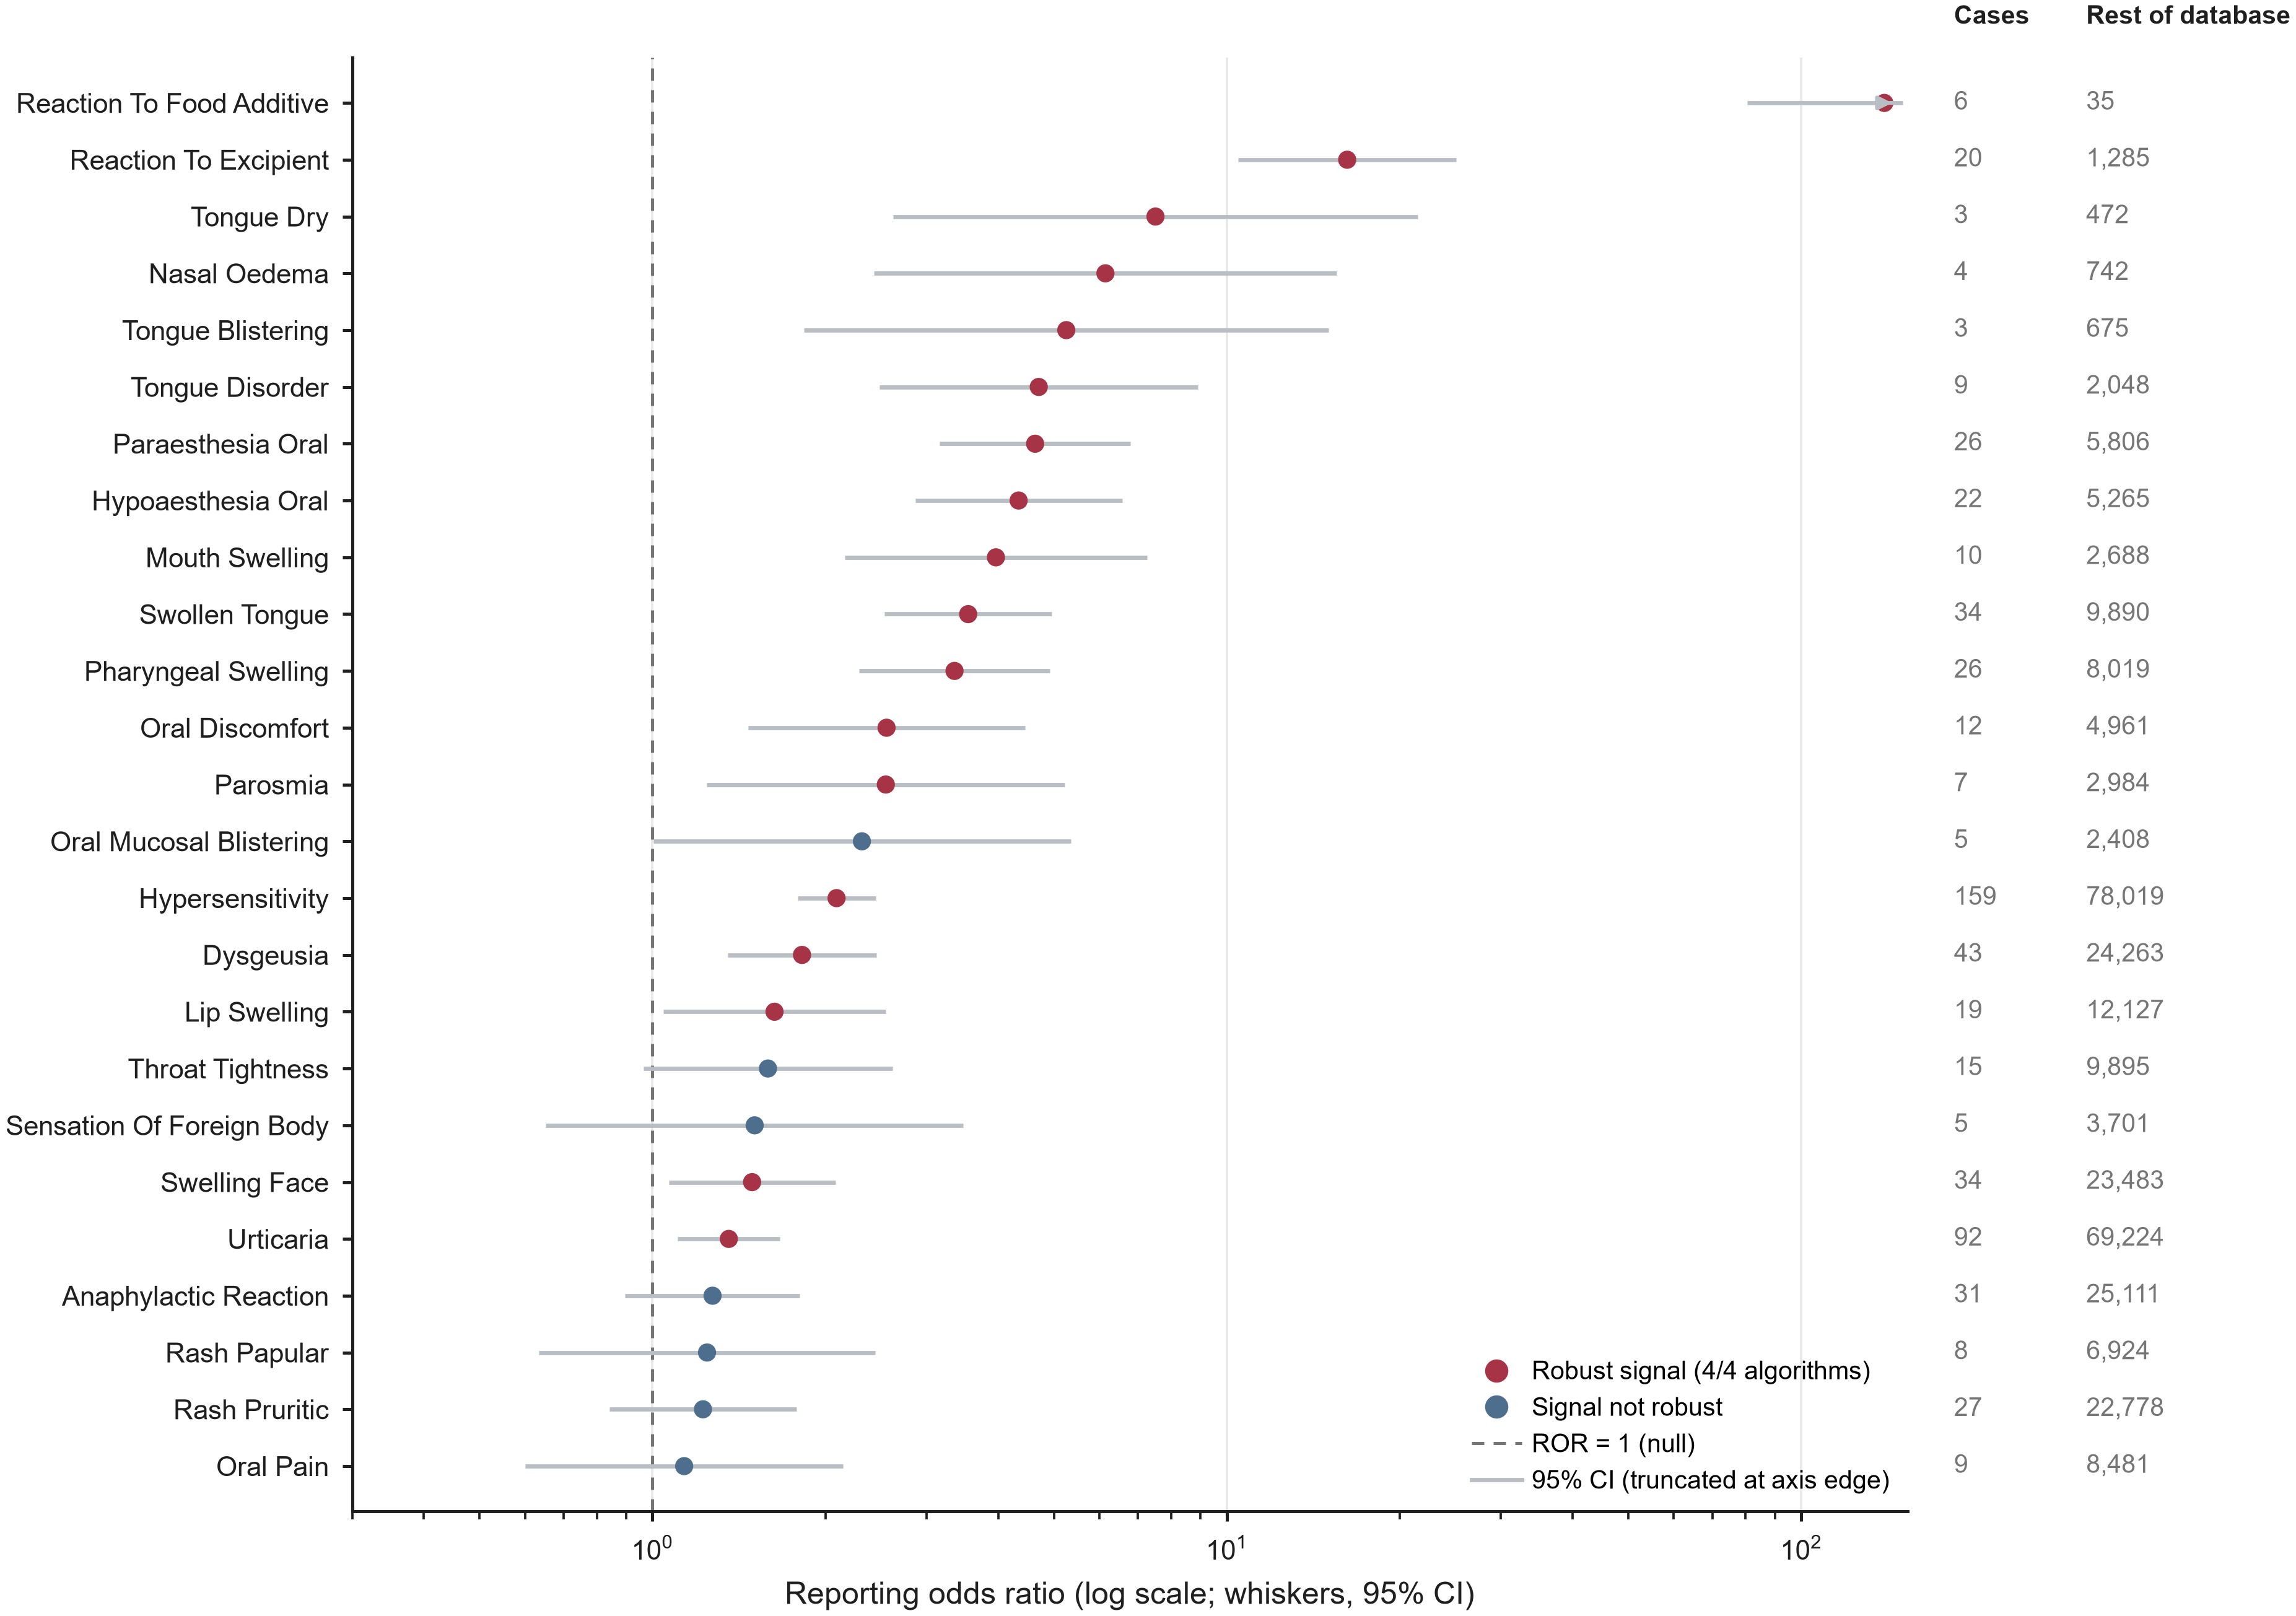 Cases Rest of database
Reaction To Food Additive 6 35
Reaction To Excipient 20 1,285
Tongue Dry 3 472
Nasal Oedema 4 742
Tongue Blistering 3 675
Tongue Disorder 9 2,048
Paraesthesia Oral 26 5,806
Hypoaesthesia Oral 22 5,265
Mouth Swelling 10 2,688
Swollen Tongue 34 9,890
Pharyngeal Swelling 26 8,019
Oral Discomfort 12 4,961
Parosmia 7 2,984
Oral Mucosal Blistering 5 2,408
Hypersensitivity 159 78,019
Dysgeusia 43 24,263
Lip Swelling 19 12,127
Throat Tightness 15 9,895
Sensation Of Foreign Body 5 3,701
Swelling Face 34 23,483
Urticaria 92 69,224
Anaphylactic Reaction 31 25,111
Rash Papular 8 6,924
Rash Pruritic 27 22,778
Oral Pain 9 8,481
Robust signal (4/4 algorithms)
Signal not robust
ROR = 1 (null)
95% CI (truncated at axis edge)
10⁰ 10¹ 10²
Reporting odds ratio (log scale; whiskers, 95% CI)